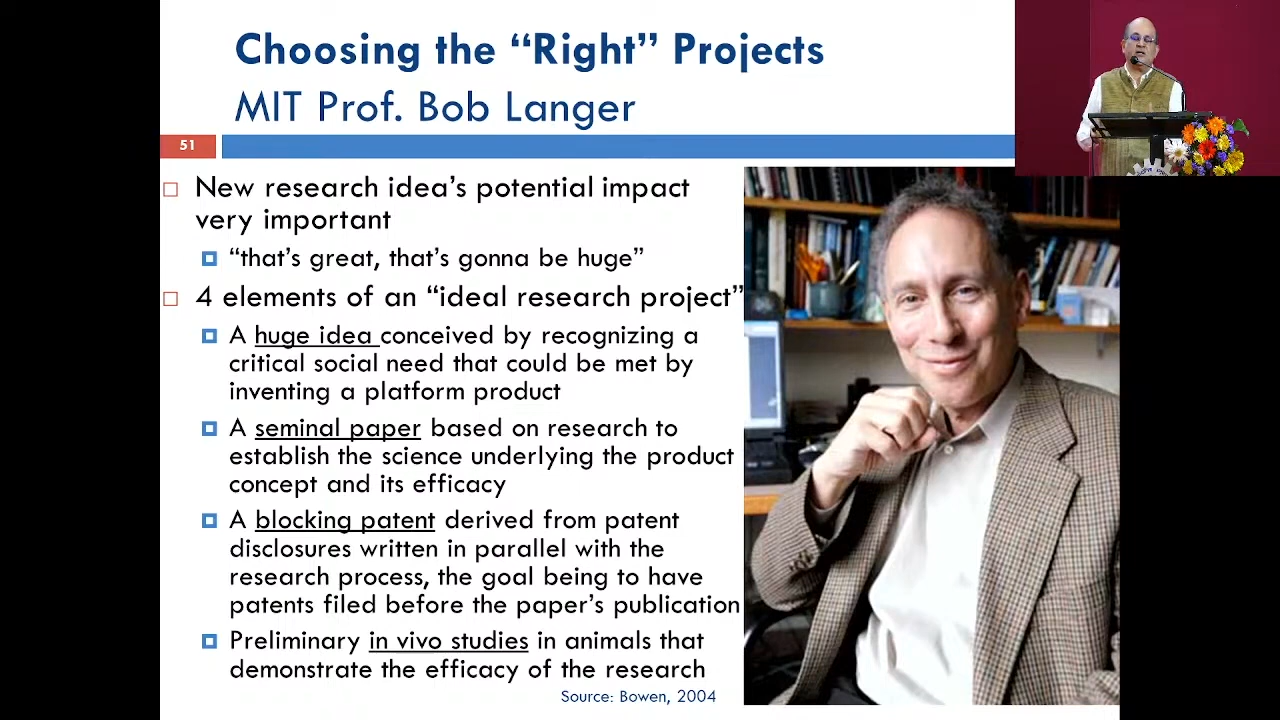 Choosing the “Right” Projects
MIT Prof. Bob Langer
51
New research idea’s potential impact
very important
“that’s great, that’s gonna be huge”
4 elements of an “ideal research project”
A huge idea conceived by recognizing a
critical social need that could be met by
inventing a platform product
A seminal paper based on research to
establish the science underlying the product
concept and its efficacy
A blocking patent derived from patent
disclosures written in parallel with the
research process, the goal being to have
patents filed before the paper’s publication
Preliminary in vivo studies in animals that
demonstrate the efficacy of the research
Source: Bowen, 2004